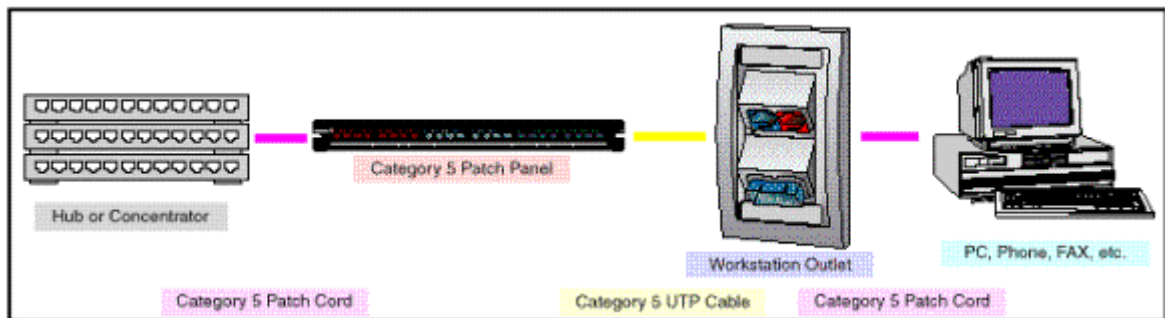 Category 5 Patch Panel
Hub or Concentrator
Workstation Outlet
PC, Phone, FAX, etc.
Category 5 Patch Cord
Category 5 UTP Cable
Category 5 Patch Cord